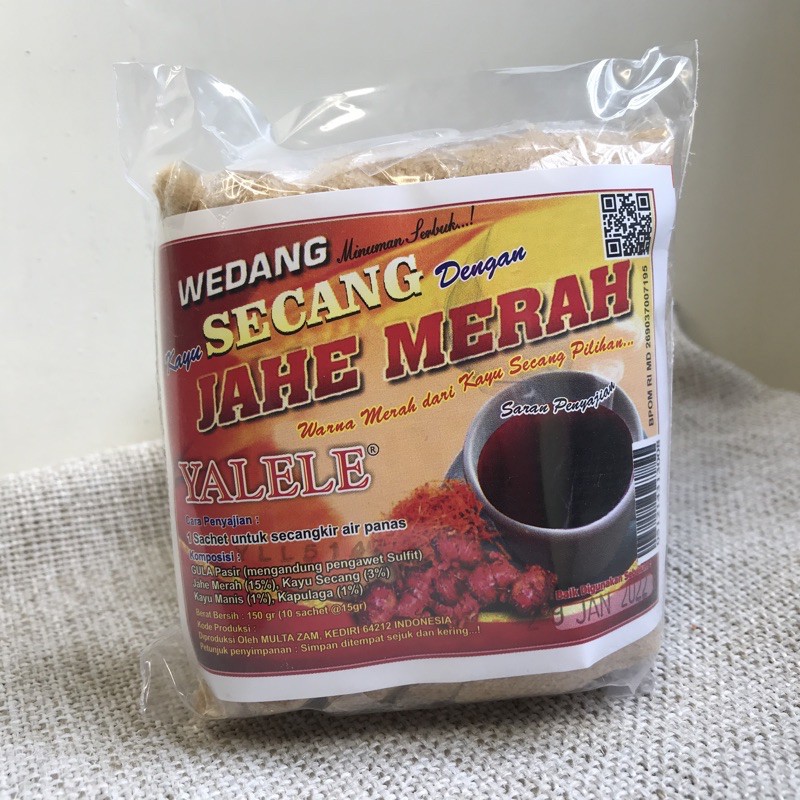 WEDANG Minuman Serbuk...!
Kayu SECANG Dengan
JAHE MERAH
Warna Merah dari Kayu Secang Pilihan...
Saran Penyajian
YALELE®
Cara Penyajian :
1 Sachet untuk secangkir air panas
Komposisi :
GULA Pasir (mengandung pengawet Sulfit)
Jahe Merah (15%), Kayu Secang (3%)
Kayu Manis (1%), Kapulaga (1%)
Berat Bersih : 150 gr (10 sachet @15gr)
Kode Produksi :
Diproduksi Oleh MULTA ZAM, KEDIRI 64212 INDONESIA
Petunjuk penyimpanan : Simpan ditempat sejuk dan kering...!
BPOM RI MD 269037007195
Baik Digunakan
JAN 2022